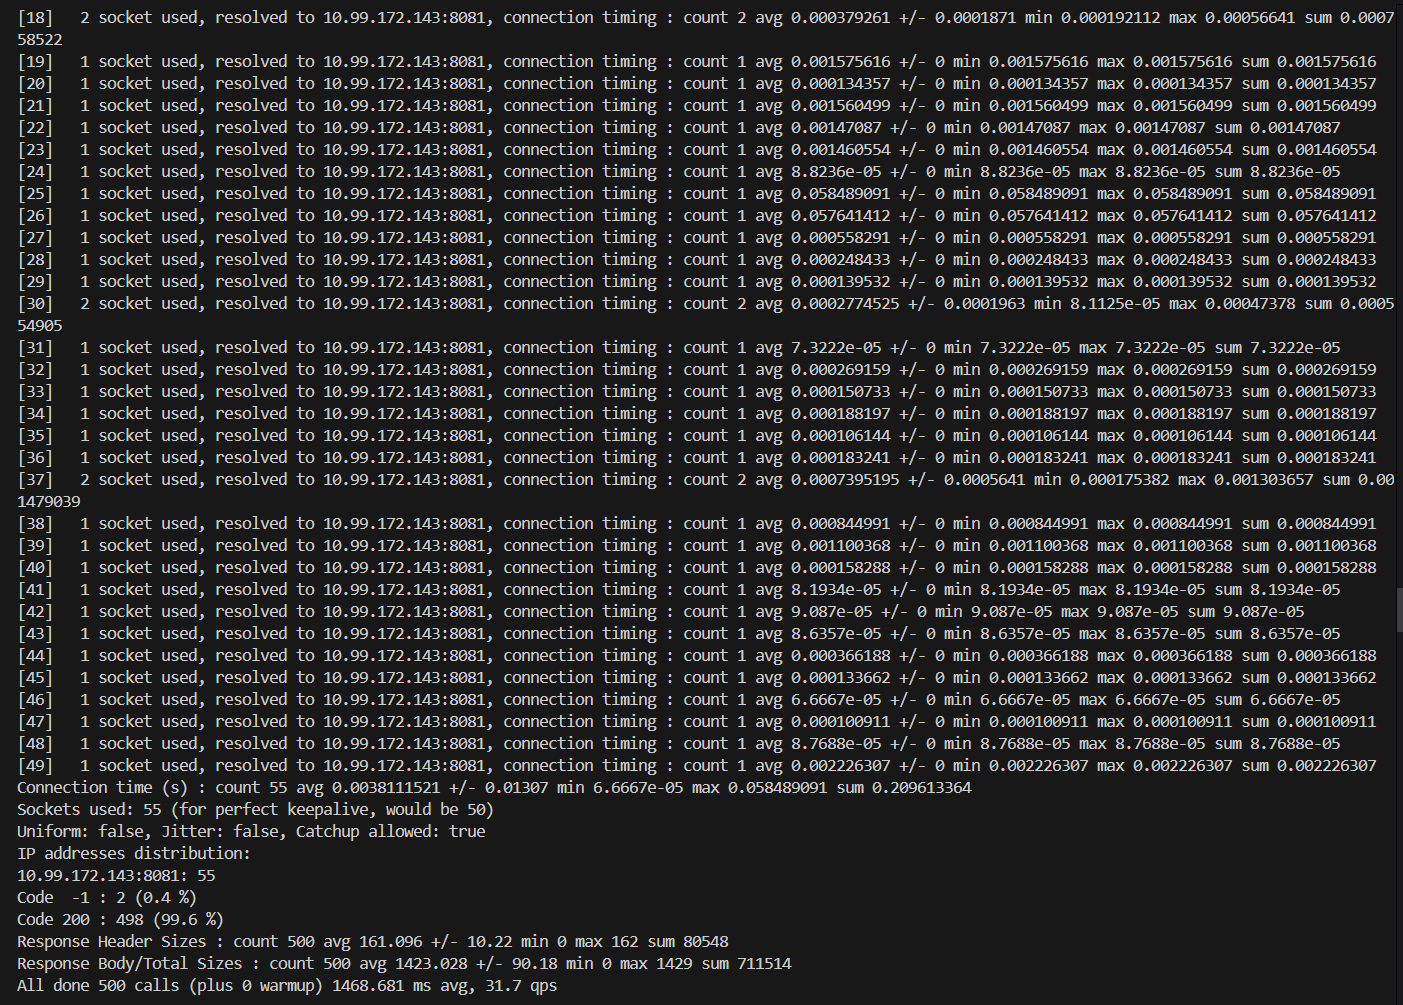 [18]   2 socket used, resolved to 10.99.172.143:8081, connection timing : count 2 avg 0.000379261 +/- 0.0001871 min 0.000192112 max 0.00056641 sum 0.0007
58522
[19]   1 socket used, resolved to 10.99.172.143:8081, connection timing : count 1 avg 0.001575616 +/- 0 min 0.001575616 max 0.001575616 sum 0.001575616
[20]   1 socket used, resolved to 10.99.172.143:8081, connection timing : count 1 avg 0.000134357 +/- 0 min 0.000134357 max 0.000134357 sum 0.000134357
[21]   1 socket used, resolved to 10.99.172.143:8081, connection timing : count 1 avg 0.001560499 +/- 0 min 0.001560499 max 0.001560499 sum 0.001560499
[22]   1 socket used, resolved to 10.99.172.143:8081, connection timing : count 1 avg 0.00147087 +/- 0 min 0.00147087 max 0.00147087 sum 0.00147087
[23]   1 socket used, resolved to 10.99.172.143:8081, connection timing : count 1 avg 0.001460554 +/- 0 min 0.001460554 max 0.001460554 sum 0.001460554
[24]   1 socket used, resolved to 10.99.172.143:8081, connection timing : count 1 avg 8.8236e-05 +/- 0 min 8.8236e-05 max 8.8236e-05 sum 8.8236e-05
[25]   1 socket used, resolved to 10.99.172.143:8081, connection timing : count 1 avg 0.058489091 +/- 0 min 0.058489091 max 0.058489091 sum 0.058489091
[26]   1 socket used, resolved to 10.99.172.143:8081, connection timing : count 1 avg 0.057641412 +/- 0 min 0.057641412 max 0.057641412 sum 0.057641412
[27]   1 socket used, resolved to 10.99.172.143:8081, connection timing : count 1 avg 0.000558291 +/- 0 min 0.000558291 max 0.000558291 sum 0.000558291
[28]   1 socket used, resolved to 10.99.172.143:8081, connection timing : count 1 avg 0.000248433 +/- 0 min 0.000248433 max 0.000248433 sum 0.000248433
[29]   1 socket used, resolved to 10.99.172.143:8081, connection timing : count 1 avg 0.000139532 +/- 0 min 0.000139532 max 0.000139532 sum 0.000139532
[30]   2 socket used, resolved to 10.99.172.143:8081, connection timing : count 2 avg 0.0002774525 +/- 0.0001963 min 8.1125e-05 max 0.00047378 sum 0.0005
54905
[31]   1 socket used, resolved to 10.99.172.143:8081, connection timing : count 1 avg 7.3222e-05 +/- 0 min 7.3222e-05 max 7.3222e-05 sum 7.3222e-05
[32]   1 socket used, resolved to 10.99.172.143:8081, connection timing : count 1 avg 0.000269159 +/- 0 min 0.000269159 max 0.000269159 sum 0.000269159
[33]   1 socket used, resolved to 10.99.172.143:8081, connection timing : count 1 avg 0.000150733 +/- 0 min 0.000150733 max 0.000150733 sum 0.000150733
[34]   1 socket used, resolved to 10.99.172.143:8081, connection timing : count 1 avg 0.000188197 +/- 0 min 0.000188197 max 0.000188197 sum 0.000188197
[35]   1 socket used, resolved to 10.99.172.143:8081, connection timing : count 1 avg 0.000106144 +/- 0 min 0.000106144 max 0.000106144 sum 0.000106144
[36]   1 socket used, resolved to 10.99.172.143:8081, connection timing : count 1 avg 0.000183241 +/- 0 min 0.000183241 max 0.000183241 sum 0.000183241
[37]   2 socket used, resolved to 10.99.172.143:8081, connection timing : count 2 avg 0.0007395195 +/- 0.0005641 min 0.000175382 max 0.001303657 sum 0.00
1479039
[38]   1 socket used, resolved to 10.99.172.143:8081, connection timing : count 1 avg 0.000844991 +/- 0 min 0.000844991 max 0.000844991 sum 0.000844991
[39]   1 socket used, resolved to 10.99.172.143:8081, connection timing : count 1 avg 0.001100368 +/- 0 min 0.001100368 max 0.001100368 sum 0.001100368
[40]   1 socket used, resolved to 10.99.172.143:8081, connection timing : count 1 avg 0.000158288 +/- 0 min 0.000158288 max 0.000158288 sum 0.000158288
[41]   1 socket used, resolved to 10.99.172.143:8081, connection timing : count 1 avg 8.1934e-05 +/- 0 min 8.1934e-05 max 8.1934e-05 sum 8.1934e-05
[42]   1 socket used, resolved to 10.99.172.143:8081, connection timing : count 1 avg 9.087e-05 +/- 0 min 9.087e-05 max 9.087e-05 sum 9.087e-05
[43]   1 socket used, resolved to 10.99.172.143:8081, connection timing : count 1 avg 8.6357e-05 +/- 0 min 8.6357e-05 max 8.6357e-05 sum 8.6357e-05
[44]   1 socket used, resolved to 10.99.172.143:8081, connection timing : count 1 avg 0.000366188 +/- 0 min 0.000366188 max 0.000366188 sum 0.000366188
[45]   1 socket used, resolved to 10.99.172.143:8081, connection timing : count 1 avg 0.000133662 +/- 0 min 0.000133662 max 0.000133662 sum 0.000133662
[46]   1 socket used, resolved to 10.99.172.143:8081, connection timing : count 1 avg 6.6667e-05 +/- 0 min 6.6667e-05 max 6.6667e-05 sum 6.6667e-05
[47]   1 socket used, resolved to 10.99.172.143:8081, connection timing : count 1 avg 0.000100911 +/- 0 min 0.000100911 max 0.000100911 sum 0.000100911
[48]   1 socket used, resolved to 10.99.172.143:8081, connection timing : count 1 avg 8.7688e-05 +/- 0 min 8.7688e-05 max 8.7688e-05 sum 8.7688e-05
[49]   1 socket used, resolved to 10.99.172.143:8081, connection timing : count 1 avg 0.002226307 +/- 0 min 0.002226307 max 0.002226307 sum 0.002226307
Connection time (s) : count 55 avg 0.0038111521 +/- 0.01307 min 6.6667e-05 max 0.058489091 sum 0.209613364
Sockets used: 55 (for perfect keepalive, would be 50)
Uniform: false, Jitter: false, Catchup allowed: true
IP addresses distribution:
10.99.172.143:8081: 55
Code  -1 : 2 (0.4 %)
Code 200 : 498 (99.6 %)
Response Header Sizes : count 500 avg 161.096 +/- 10.22 min 0 max 162 sum 80548
Response Body/Total Sizes : count 500 avg 1423.028 +/- 90.18 min 0 max 1429 sum 711514
All done 500 calls (plus 0 warmup) 1468.681 ms avg, 31.7 qps